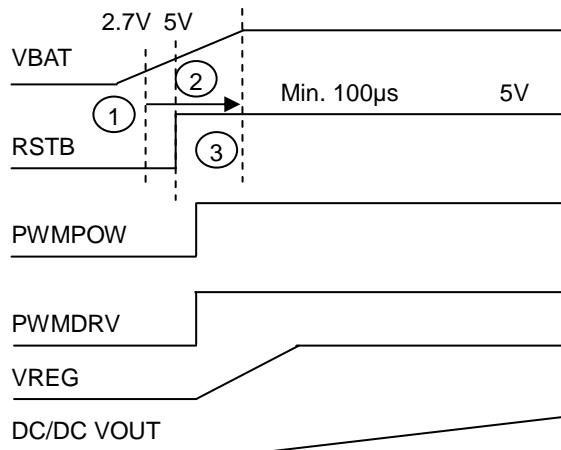 2.7V 5V
VBAT
2
Min. 100µs 5V
1
RSTB
3
PWMPOW
PWMDRV
VREG
DC/DC VOUT